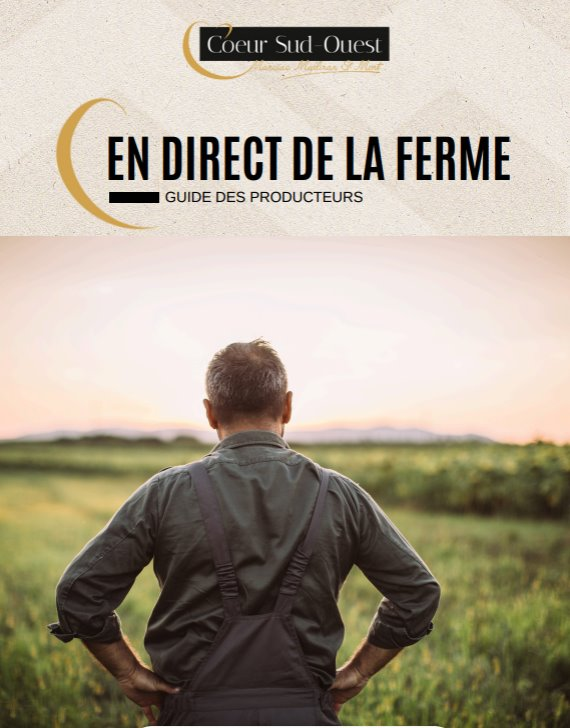 Coeur Sud-Ouest
EN DIRECT DE LA FERME
GUIDE DES PRODUCTEURS